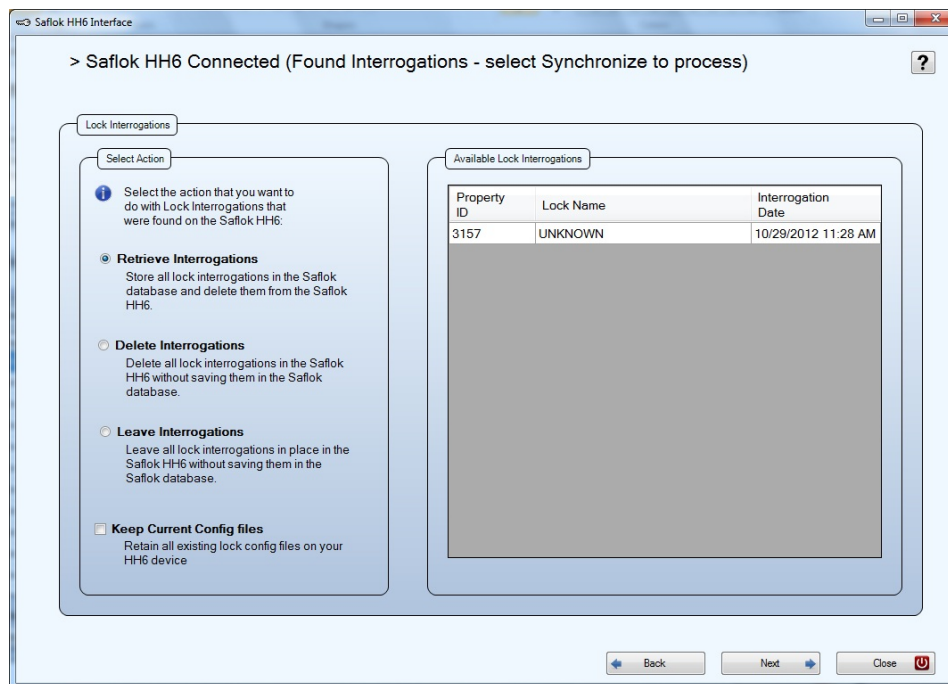 Saflok HH6 Interface
> Saflok HH6 Connected (Found Interrogations - select Synchronize to process)
?
Lock Interrogations
Select Action
Select the action that you want to
do with Lock Interrogations that
were found on the Saflok HH6:
Retrieve Interrogations
Store all lock interrogations in the Saflok
database and delete them from the Saflok
HH6.
Delete Interrogations
Delete all lock interrogations in the Saflok
HH6 without saving them in the Saflok
database.
Leave Interrogations
Leave all lock interrogations in place in the
Saflok HH6 without saving them in the
Saflok database.
Keep Current Config files
Retain all existing lock config files on your
HH6 device
Available Lock Interrogations
Property ID Lock Name Interrogation Date
3157 UNKNOWN 10/29/2012 11:28 AM
Back Next Close